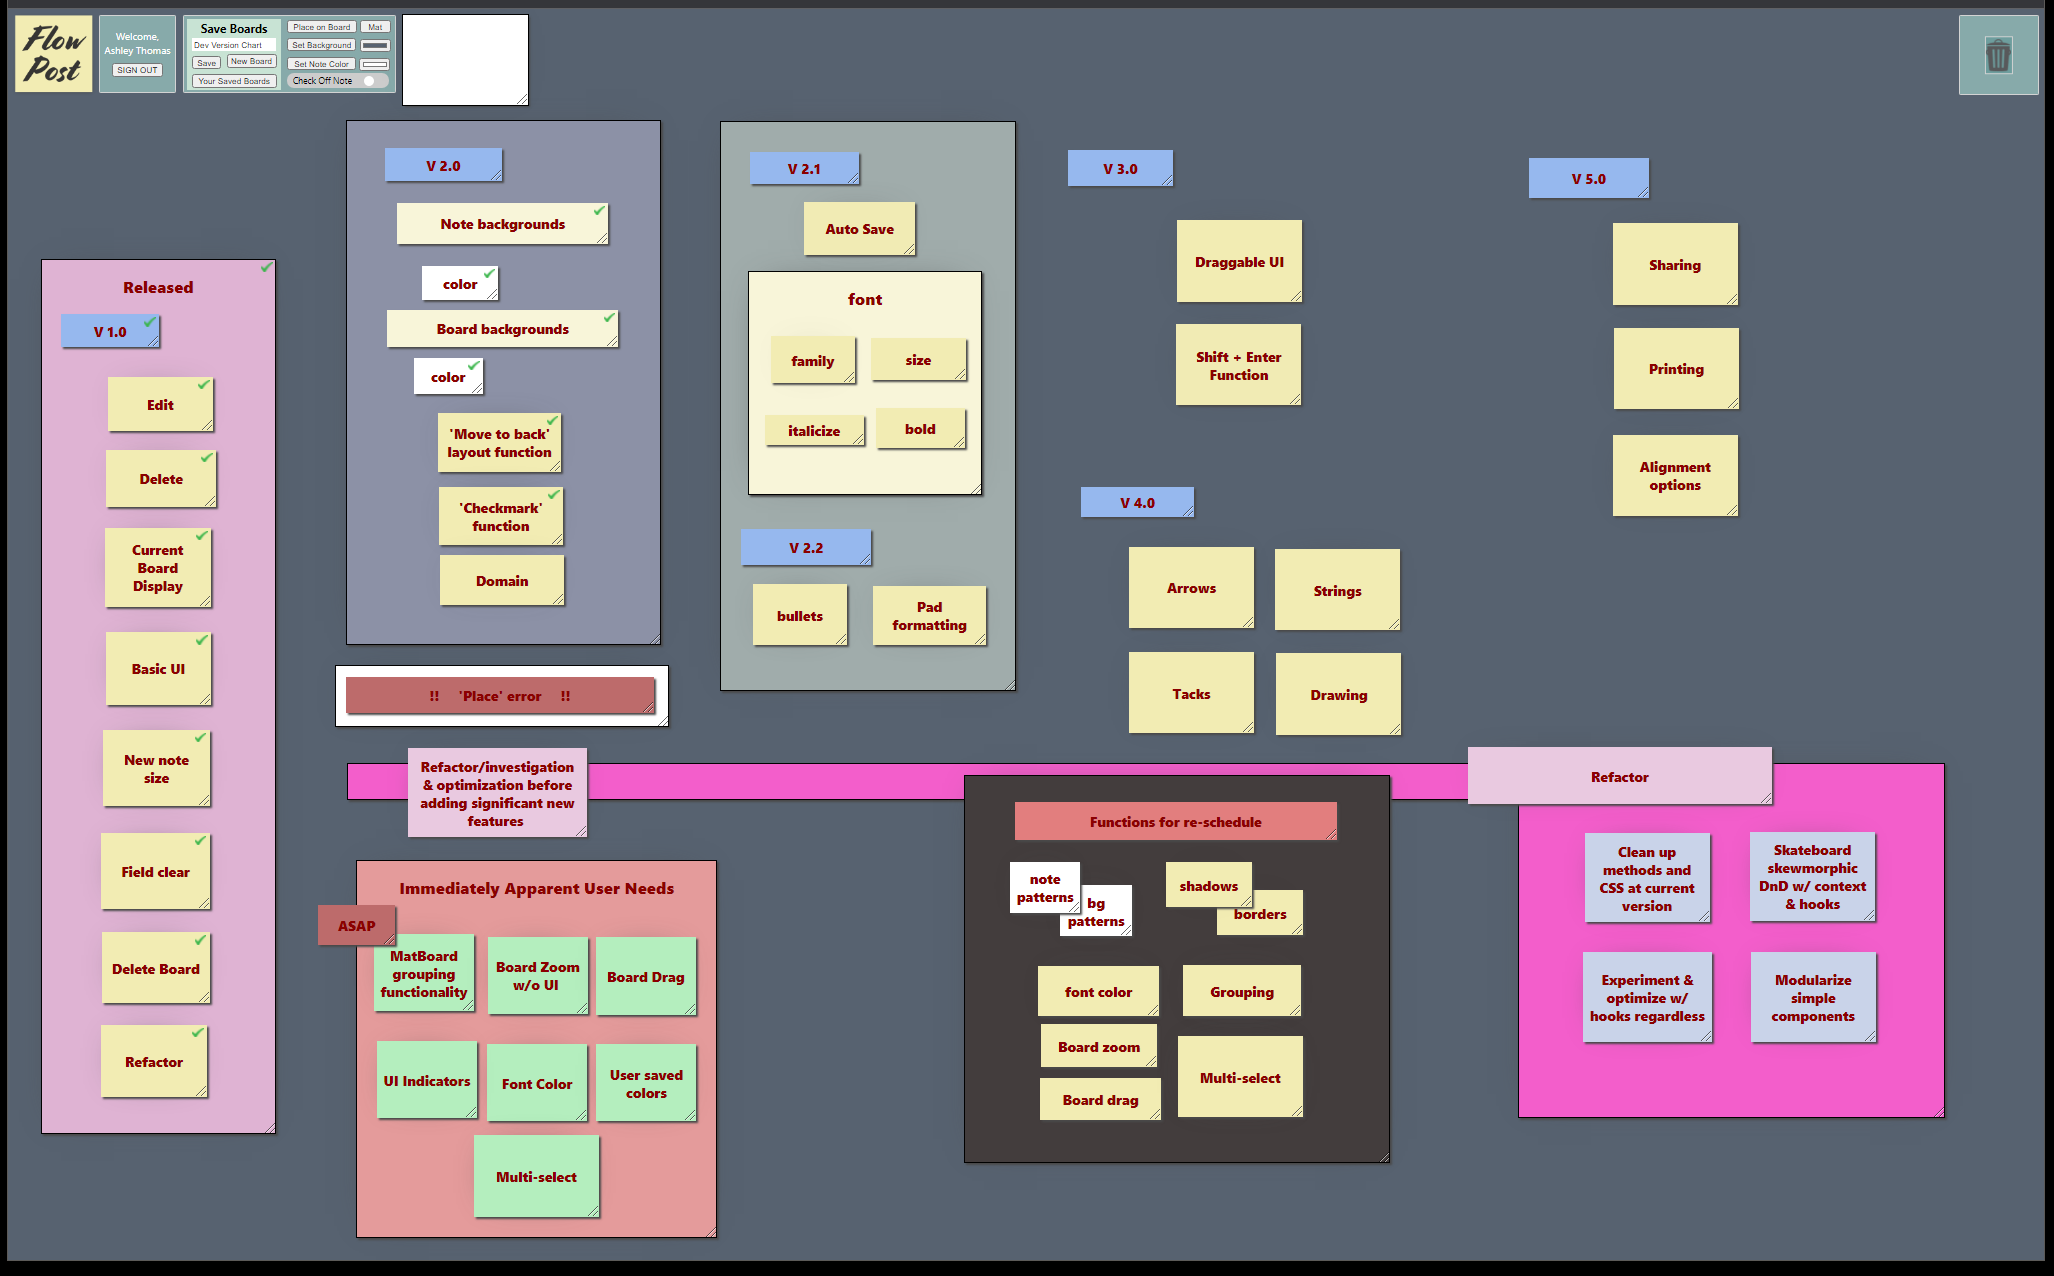 Flow
Post
Welcome,
Ashley Thomas
SIGN OUT
Save Boards
Dev Version Chart
Save
New Board
Your Saved Boards
Place on Board
Mat
Set Background
Set Note Color
Check Off Note
Released
V 1.0
Edit
Delete
Current
Board
Display
Basic UI
New note
size
Field clear
Delete Board
Refactor
V 2.0
Note backgrounds
color
Board backgrounds
color
'Move to back'
layout function
'Checkmark'
function
Domain
!! 'Place' error !!
V 2.1
Auto Save
font
family
size
italicize
bold
V 2.2
bullets
Pad
formatting
V 3.0
Draggable UI
Shift + Enter
Function
V 4.0
Arrows
Strings
Tacks
Drawing
V 5.0
Sharing
Printing
Alignment
options
Refactor/investigation
& optimization before
adding significant new
features
Immediately Apparent User Needs
ASAP
MatBoard
grouping
functionality
Board Zoom
w/o UI
Board Drag
UI Indicators
Font Color
User saved
colors
Multi-select
Functions for re-schedule
note
patterns
bg
patterns
shadows
borders
font color
Grouping
Board zoom
Board drag
Multi-select
Refactor
Clean up
methods and
CSS at current
version
Skateboard
skewmorphic
DnD w/ context
& hooks
Experiment &
optimize w/
hooks regardless
Modularize
simple
components